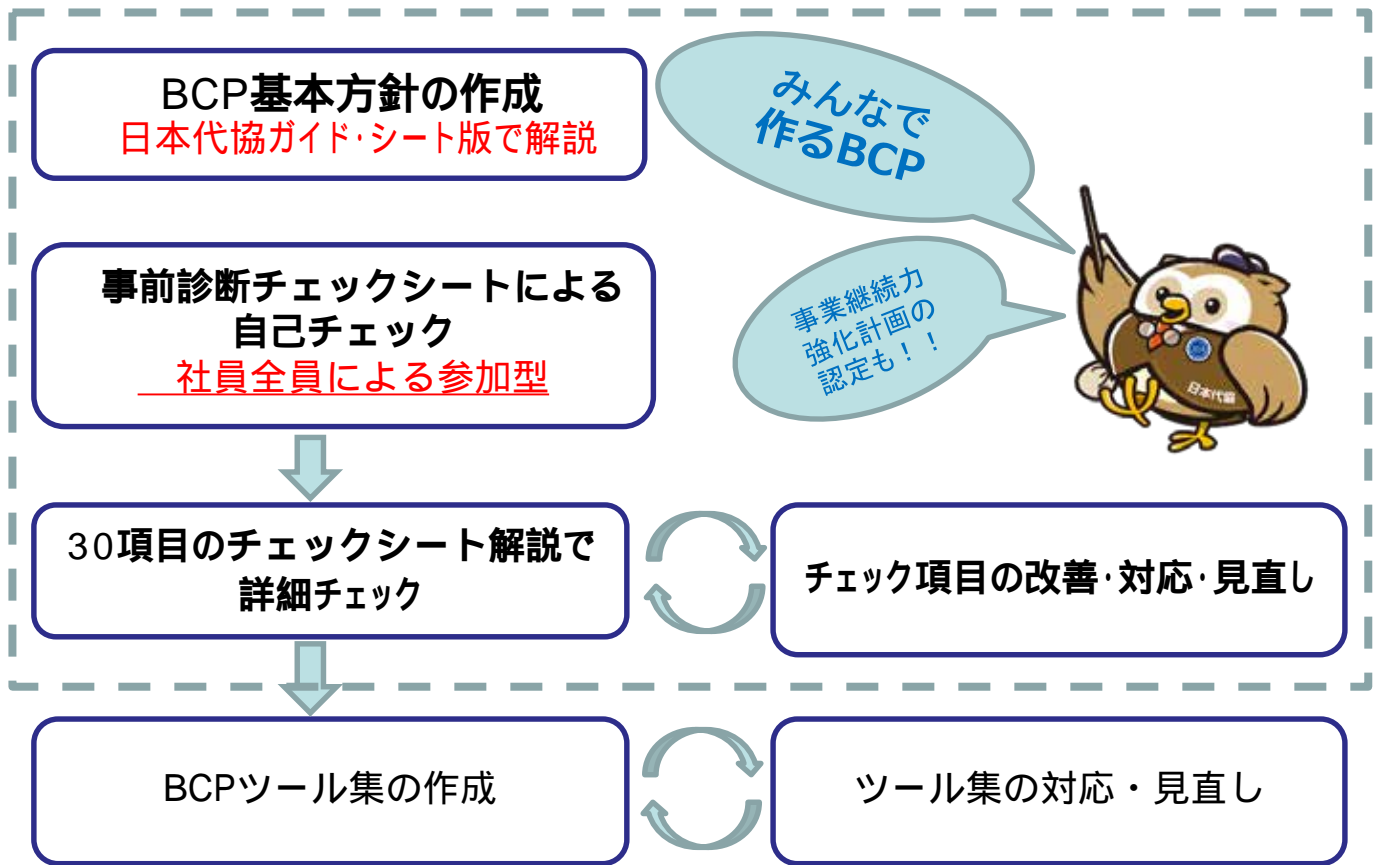 BCP基本方針の作成
日本代協ガイド･シート版で解説
みんなで
作るBCP
事前診断チェックシートによる
自己チェック
社員全員による参加型
事業継続力
強化計画の
認定も！！
日本代協
30項目のチェックシート解説で
詳細チェック
チェック項目の改善･対応･見直し
BCPツール集の作成
ツール集の対応・見直し